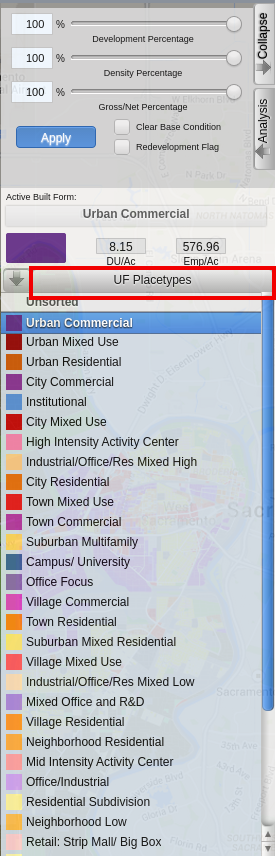 100 %
Development Percentage
100 %
Density Percentage
100 %
Gross/Net Percentage
Collapse
Analysis
Apply
Clear Base Condition
Redevelopment Flag
N Park Dr
Active Built Form:
Urban Commercial
8.15
576.96
DU/Ac
Emp/Ac
UF Placetypes
Unsorted
Urban Commercial
Urban Mixed Use
Urban Residential
City Commercial
Institutional
City Mixed Use
High Intensity Activity Center
Industrial/Office/Res Mixed High
City Residential
Town Mixed Use
Town Commercial
Suburban Multifamily
Campus/ University
Office Focus
Village Commercial
Town Residential
Suburban Mixed Residential
Village Mixed Use
Industrial/Office/Res Mixed Low
Mixed Office and R&D
Village Residential
Neighborhood Residential
Mid Intensity Activity Center
Office/Industrial
Residential Subdivision
Neighborhood Low
Retail: Strip Mall/ Big Box